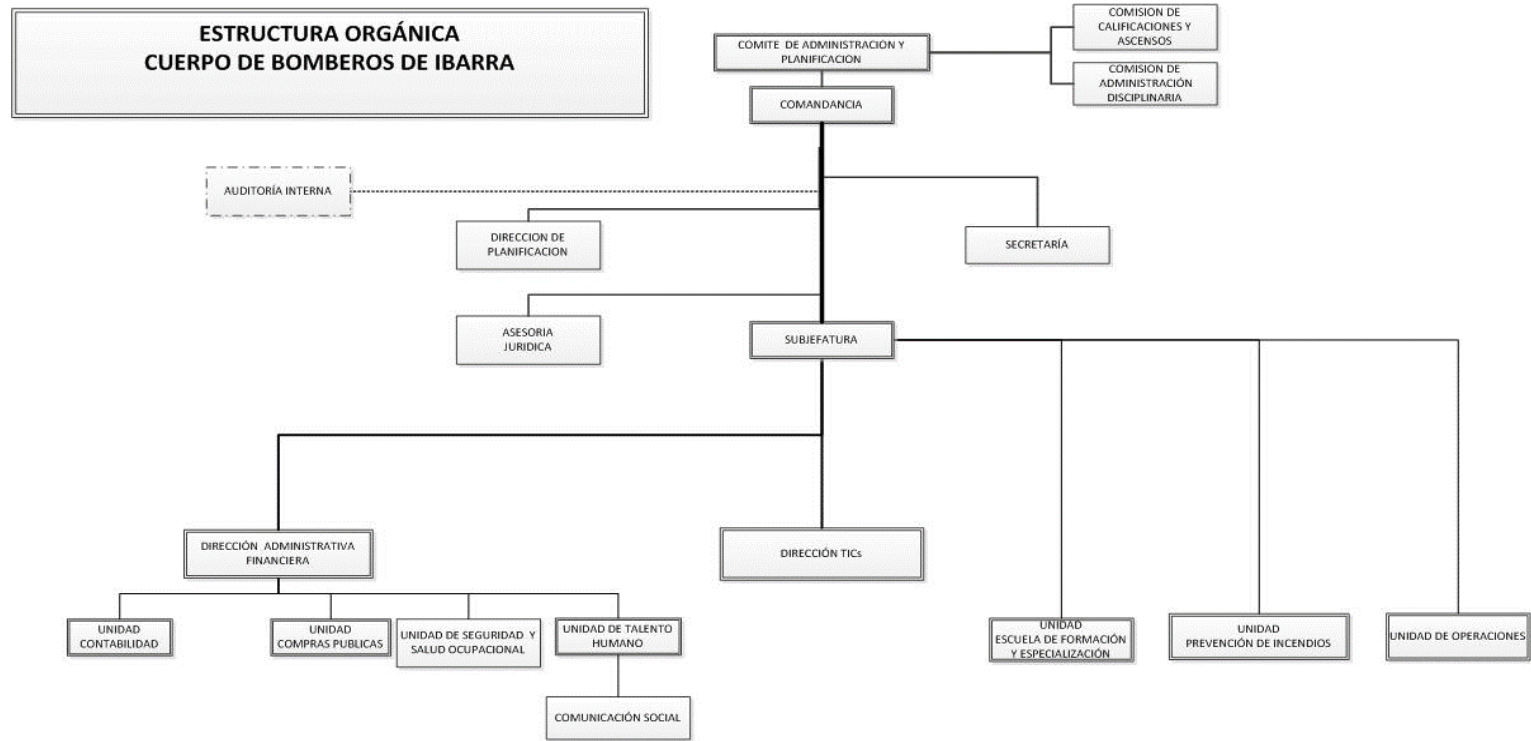 ESTRUCTURA ORGÁNICA
CUERPO DE BOMBEROS DE IBARRA
COMITE DE ADMINISTRACION Y
PLANIFICACION
COMISION DE
CALIFICACIONES Y
ASCENSOS
COMISION DE
ADMINISTRACIÓN
DISCIPLINARIA
COMANDANCIA
AUDITORÍA INTERNA
DIRECCION DE
PLANIFICACION
SECRETARÍA
ASESORIA
JURIDICA
SUBJEFATURA
DIRECCIÓN ADMINISTRATIVA
FINANCIERA
DIRECCIÓN TICs
UNIDAD
CONTABILIDAD
UNIDAD
COMPRAS PUBLICAS
UNIDAD DE SEGURIDAD Y
SALUD OCUPACIONAL
UNIDAD DE TALENTO
HUMANO
UNIDAD
ESCUELA DE FORMACIÓN
Y ESPECIALIZACIÓN
UNIDAD
PREVENCIÓN DE INCENDIOS
UNIDAD DE OPERACIONES
COMUNICACIÓN SOCIAL